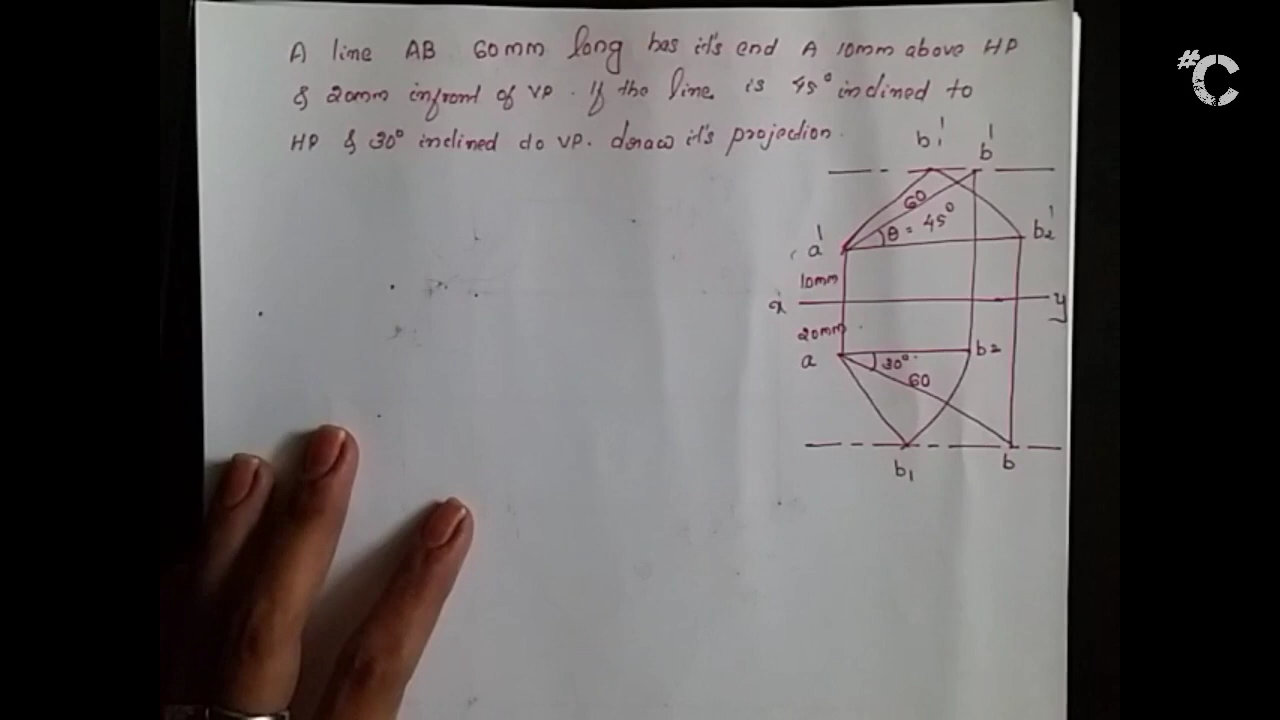 A line AB 60mm long has it's end A 10mm above HP
& 20mm infront of VP. If the line is 45° inclined to
HP & 30° inclined to VP. draw it's projection.
#C
b₁'
b'
60
θ = 45°
a'
b₂'
10mm
x
y
20mm
a
30°
b₂
60
b₁
b